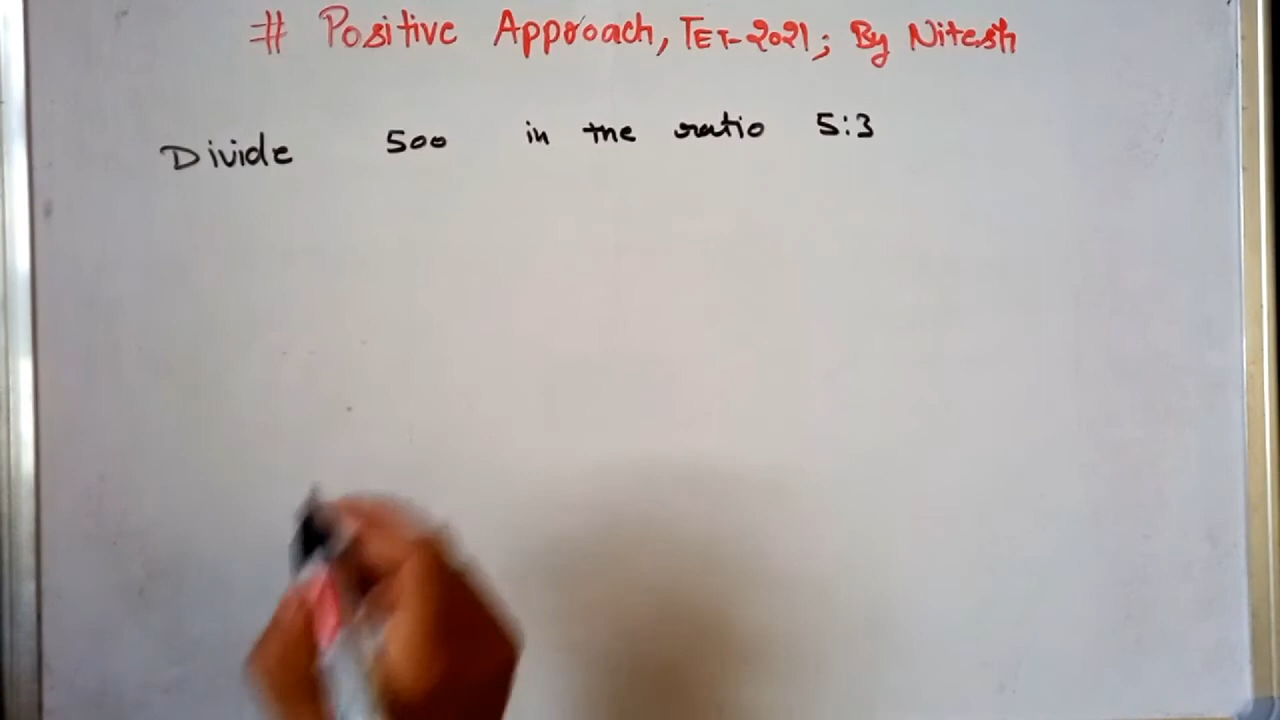 # Positive Approach, TET-2021; By Nitesh
Divide 500 in the ratio 5:3